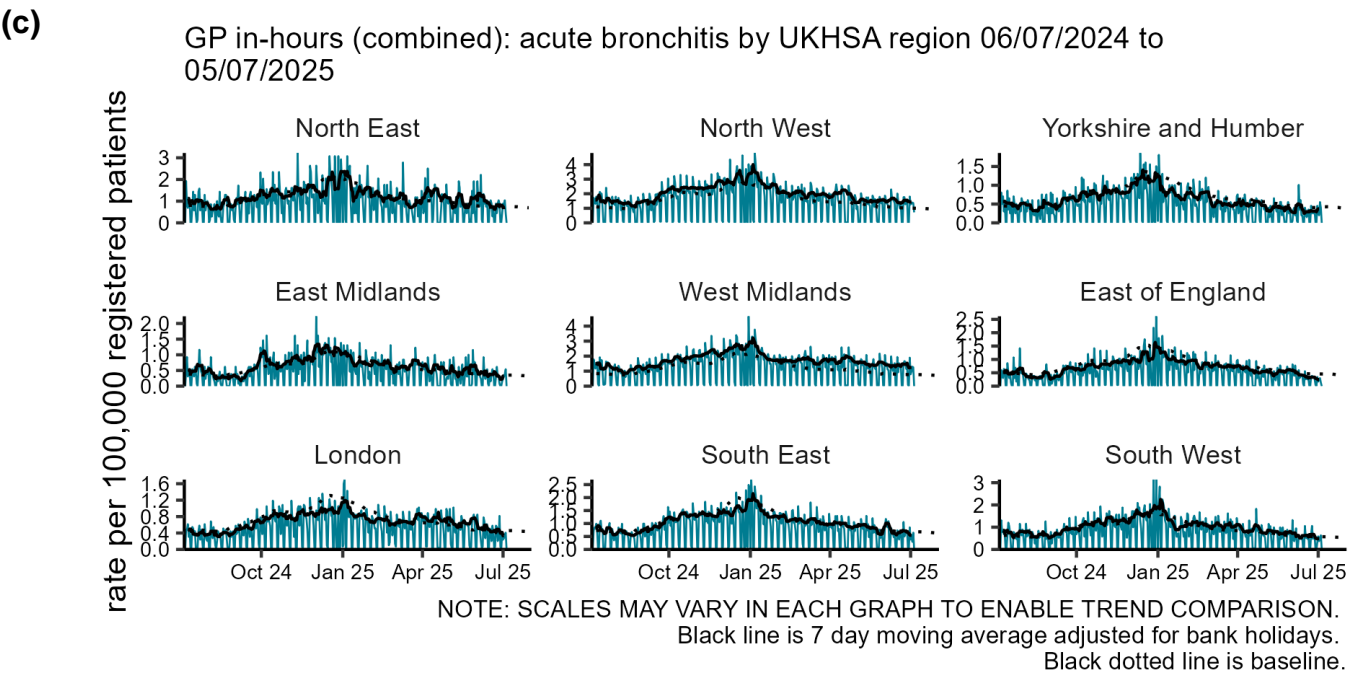 (c)
GP in-hours (combined): acute bronchitis by UKHSA region 06/07/2024 to
05/07/2025
rate per 100,000 registered patients
North East
3
2
1
0
North West
4
3
2
1
0
Yorkshire and Humber
1.5
1.0
0.5
0.0
East Midlands
2.0
1.5
1.0
0.5
0.0
West Midlands
4
3
2
1
0
East of England
2.5
2.0
1.5
1.0
0.5
0.0
London
1.6
1.2
0.8
0.4
0.0
South East
2.5
2.0
1.5
1.0
0.5
0.0
South West
3
2
1
0
Oct 24 Jan 25 Apr 25 Jul 25
Oct 24 Jan 25 Apr 25 Jul 25
Oct 24 Jan 25 Apr 25 Jul 25
NOTE: SCALES MAY VARY IN EACH GRAPH TO ENABLE TREND COMPARISON.
Black line is 7 day moving average adjusted for bank holidays.
Black dotted line is baseline.